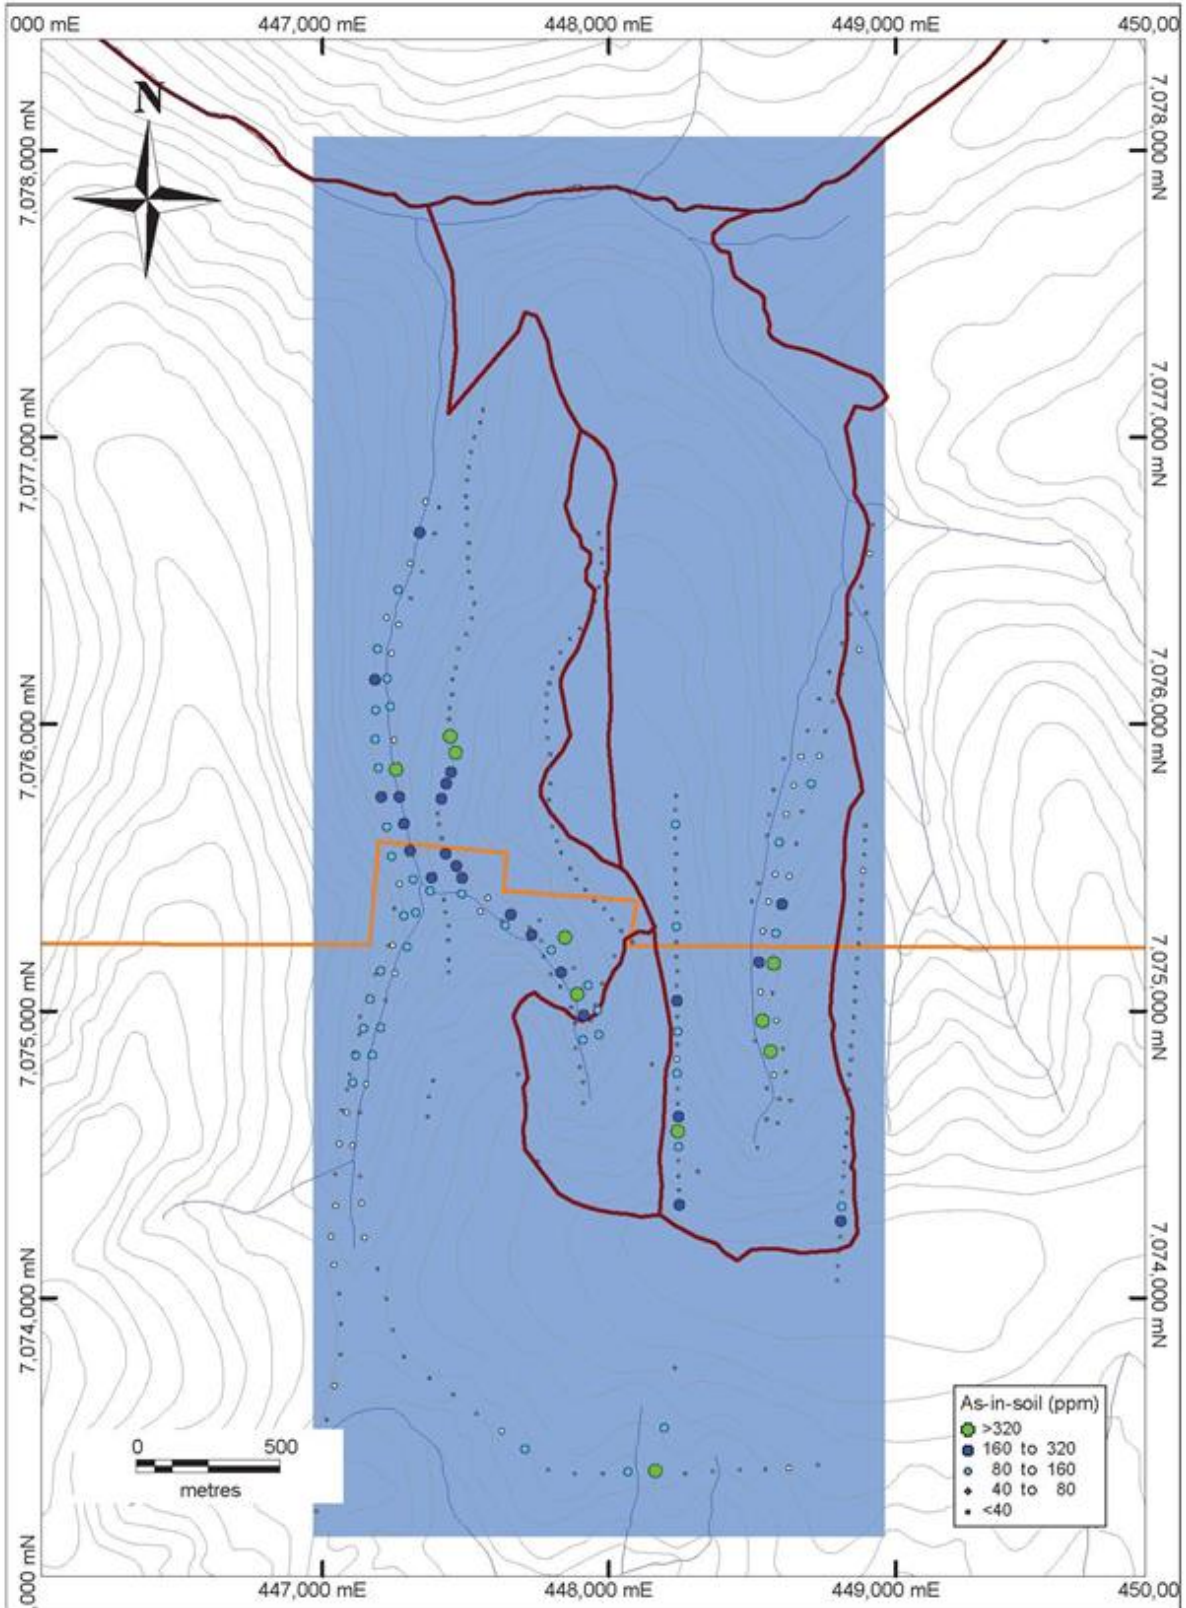 000 mE
447,000 mE
448,000 mE
449,000 mE
450,00
N
7,078,000 mN
7,078,000 mN
7,077,000 mN
7,077,000 mN
7,076,000 mN
7,076,000 mN
7,075,000 mN
7,075,000 mN
7,074,000 mN
7,074,000 mN
0 500
metres
As-in-soil (ppm)
>320
160 to 320
80 to 160
40 to 80
<40
,000 mN
,000 mN
447,000 mE
448,000 mE
449,000 mE
450,00